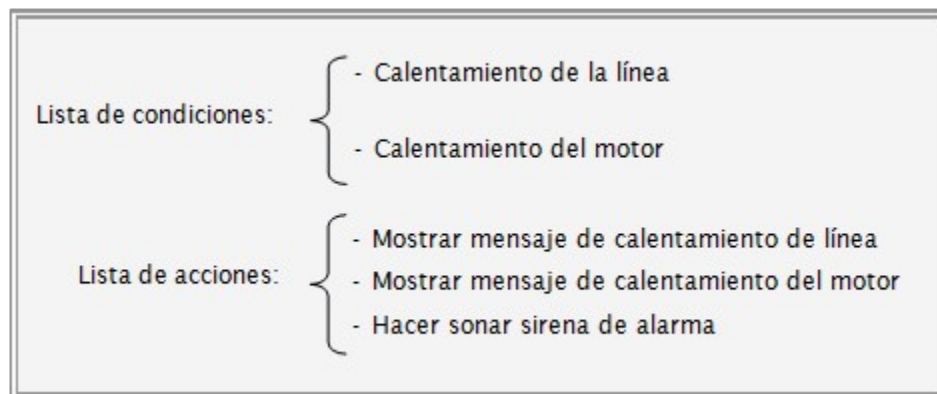 Lista de condiciones:
- Calentamiento de la línea
- Calentamiento del motor
Lista de acciones:
- Mostrar mensaje de calentamiento de línea
- Mostrar mensaje de calentamiento del motor
- Hacer sonar sirena de alarma